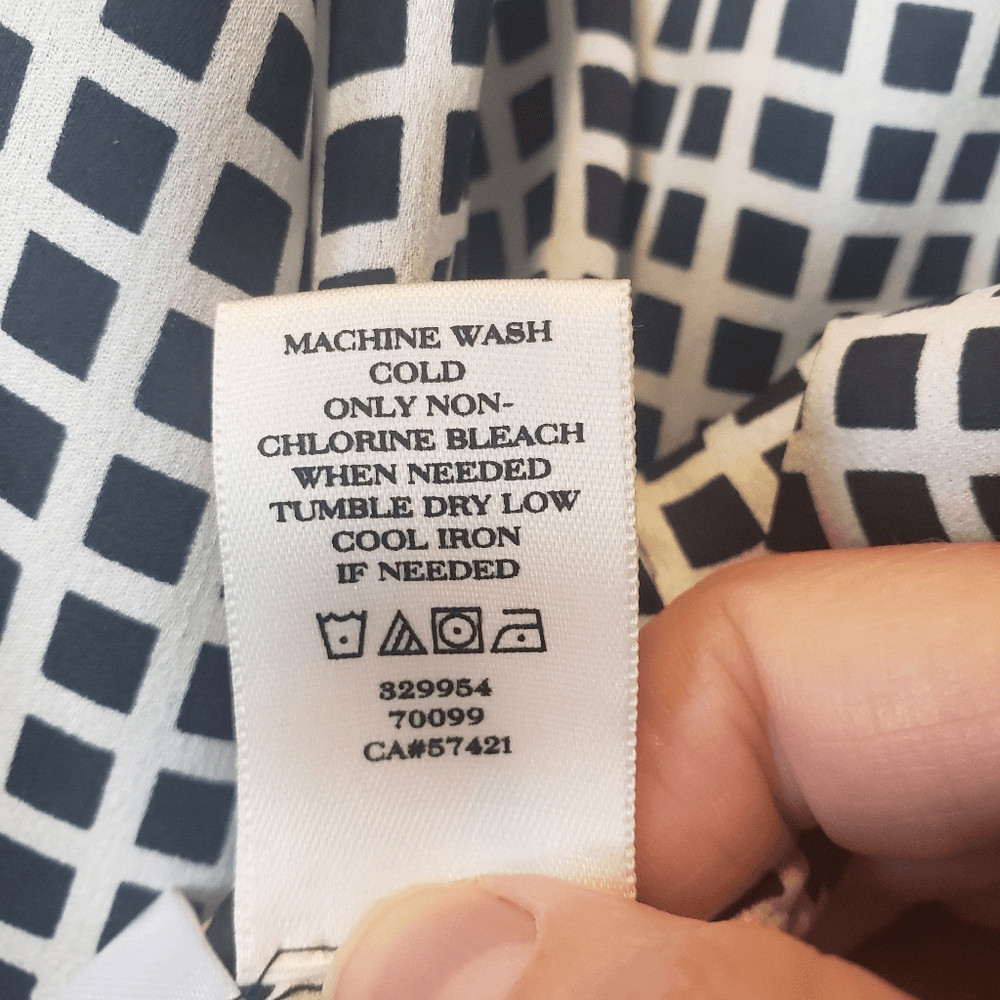 MACHINE WASH
COLD
ONLY NON-
CHLORINE BLEACH
WHEN NEEDED
TUMBLE DRY LOW
COOL IRON
IF NEEDED
329954
70099
CA#57421